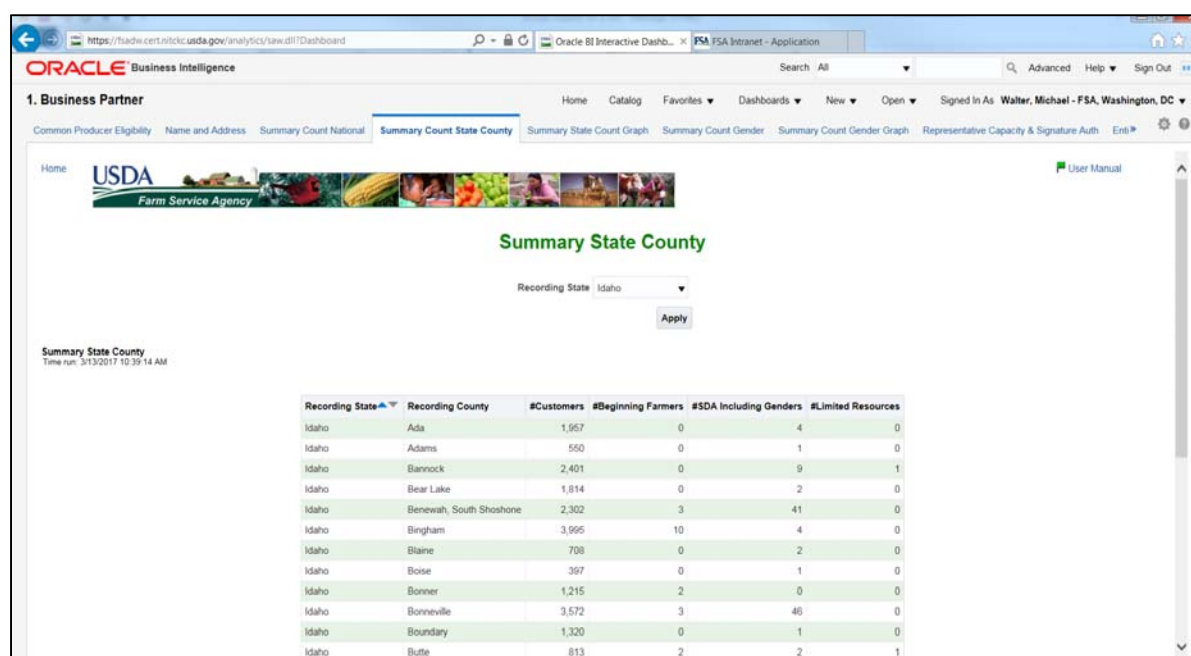 https://fsadw.cert.nitckc.usda.gov/analytics/saw.dll?Dashboard
Oracle BI Interactive Dashb...
FSA FSA Intranet - Application
ORACLE Business Intelligence
Search All
Advanced Help Sign Out
1. Business Partner
Home Catalog Favorites Dashboards New Open Signed In As Walter, Michael - FSA, Washington, DC
Common Producer Eligibility Name and Address Summary Count National Summary Count State County Summary State Count Graph Summary Count Gender Summary Count Gender Graph Representative Capacity & Signature Auth Enti
Home
USDA
Farm Service Agency
User Manual
Summary State County
Recording State Idaho
Apply
Summary State County
Time run: 3/13/2017 10:39:14 AM
Recording State Recording County #Customers #Beginning Farmers #SDA Including Genders #Limited Resources
Idaho Ada 1,957 0 4 0
Idaho Adams 550 0 1 0
Idaho Bannock 2,401 0 9 1
Idaho Bear Lake 1,814 0 2 0
Idaho Benewah, South Shoshone 2,302 3 41 0
Idaho Bingham 3,995 10 4 0
Idaho Blaine 708 0 2 0
Idaho Boise 397 0 1 0
Idaho Bonner 1,215 2 0 0
Idaho Bonneville 3,572 3 46 0
Idaho Boundary 1,320 0 1 0
Idaho Butte 813 2 2 1